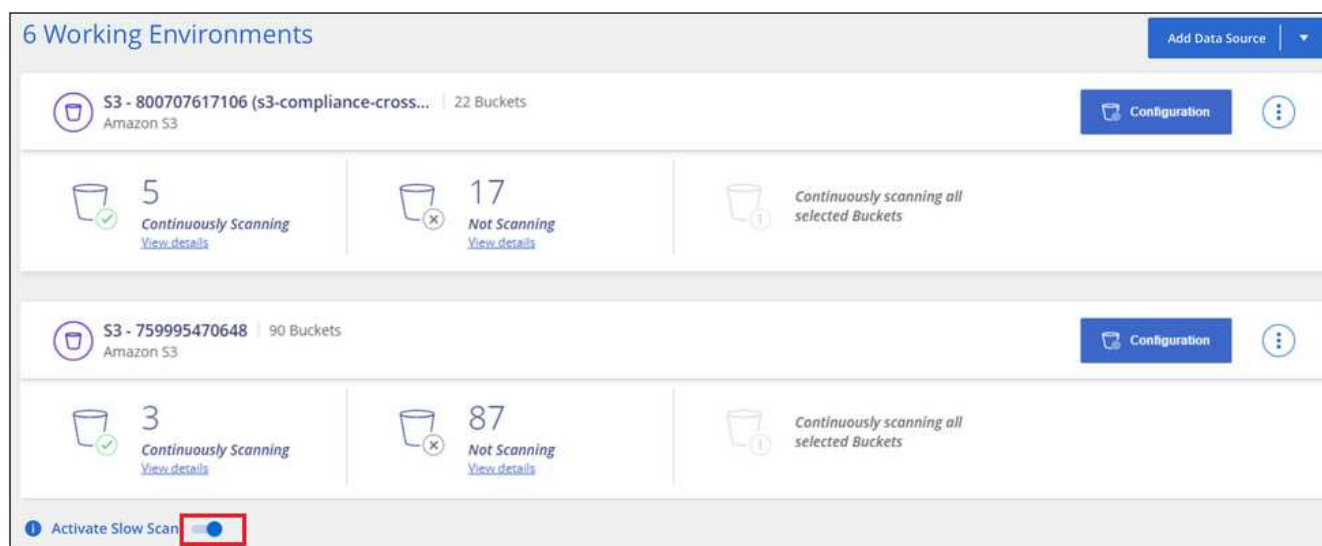 6 Working Environments
Add Data Source
S3 - 800707617106 (s3-compliance-cross... 22 Buckets
Amazon S3
Configuration
5
Continuously Scanning
View details
17
Not Scanning
View details
Continuously scanning all
selected Buckets
S3 - 759995470648 90 Buckets
Amazon S3
Configuration
3
Continuously Scanning
View details
87
Not Scanning
View details
Continuously scanning all
selected Buckets
Activate Slow Scan